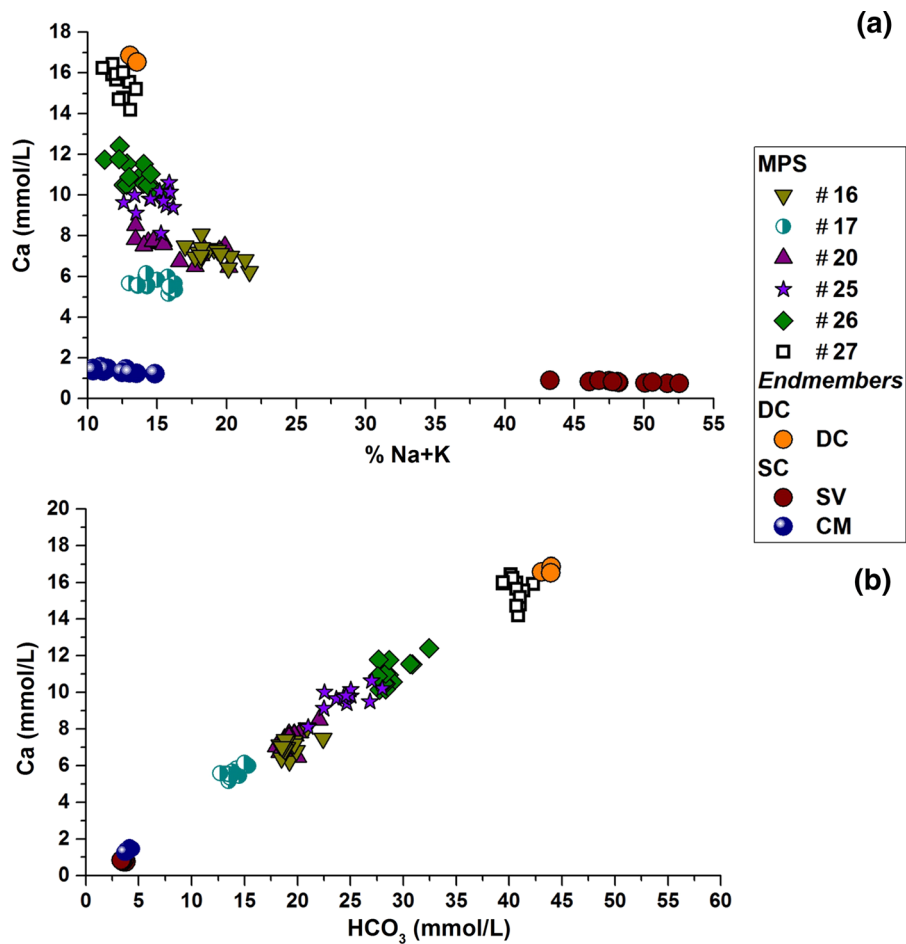 (a)
18
16
14
12
10
8
6
4
2
0
Ca (mmol/L)
10 15 20 25 30 35 40 45 50 55
% Na+K
MPS
# 16
# 17
# 20
# 25
# 26
# 27
Endmembers
DC
DC
SC
SV
CM
(b)
20
18
16
14
12
10
8
6
4
2
0
Ca (mmol/L)
0 5 10 15 20 25 30 35 40 45 50 55 60
HCO₃ (mmol/L)